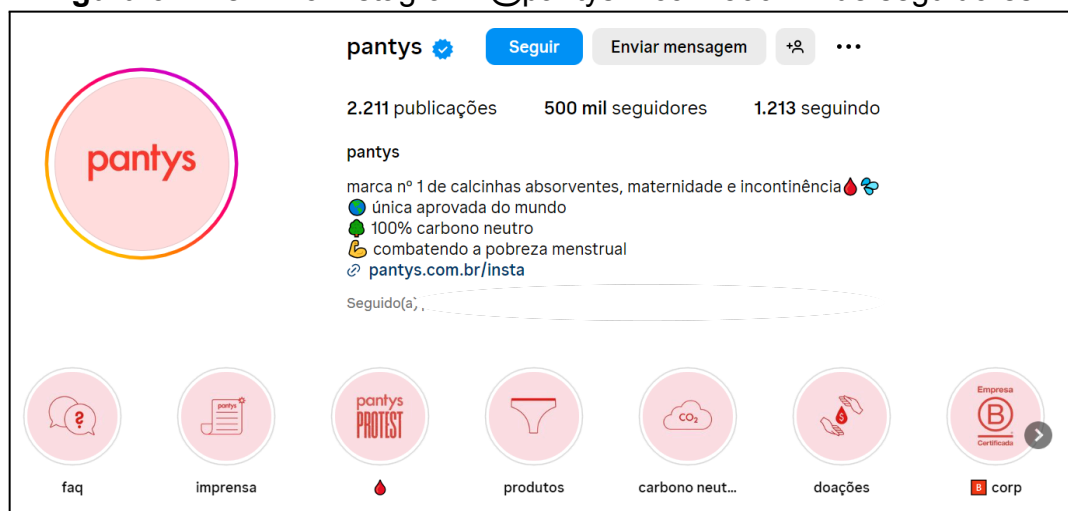 pantys
Seguir
Enviar mensagem
2.211 publicações 500 mil seguidores 1.213 seguindo
pantys
pantys
marca nº 1 de calcinhas absorventes, maternidade e incontinência🩸💦
🌎 única aprovada do mundo
🌳 100% carbono neutro
💪 combatendo a pobreza menstrual
pantys.com.br/insta
Seguido(a)
?
pantys
pantys
PROTEST
CO₂
$
Empresa
B
Certificada
faq
imprensa
🩸
produtos
carbono neut...
doações
🅱 corp